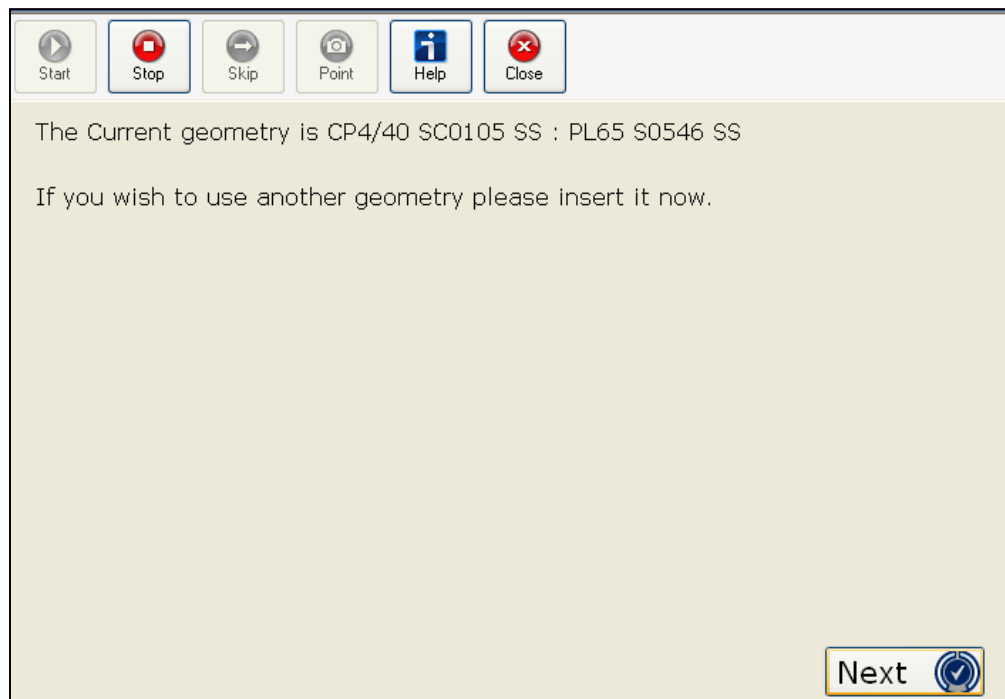 Start Stop Skip Point Help Close
The Current geometry is CP4/40 SC0105 SS : PL65 S0546 SS
If you wish to use another geometry please insert it now.
Next